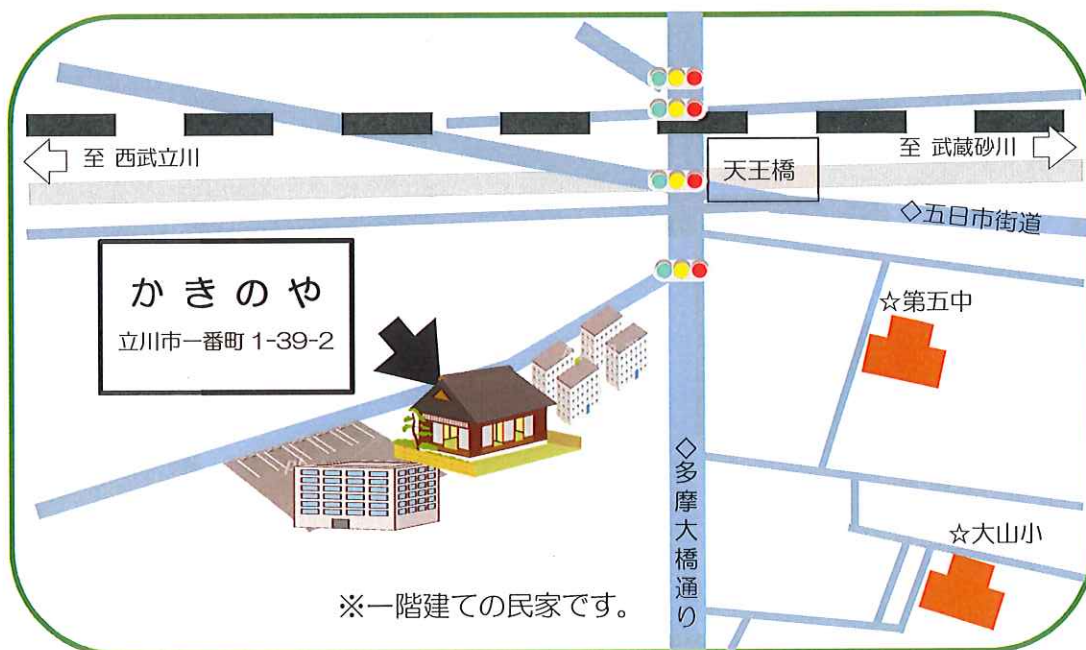 至 西武立川
至 武蔵砂川
天王橋
◇五日市街道
かきのや
立川市一番町 1-39-2
☆第五中
◇多摩大橋通り
☆大山小
※一階建ての民家です。